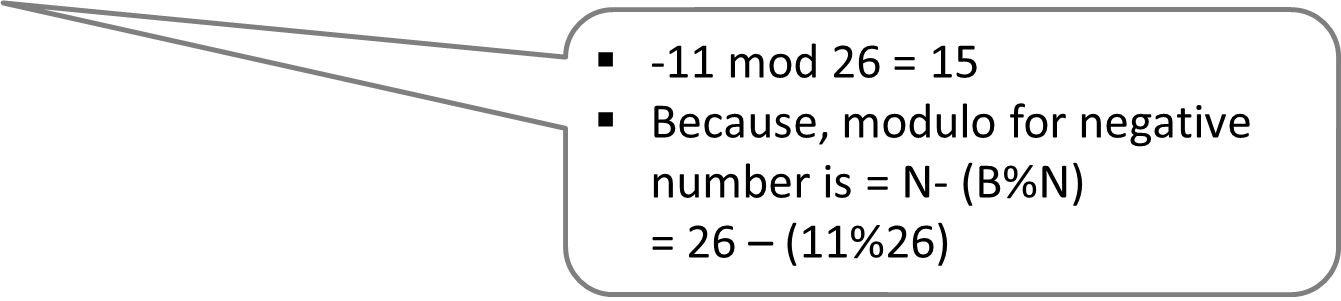 ▪ -11 mod 26 = 15
▪ Because, modulo for negative
number is = N- (B%N)
= 26 – (11%26)